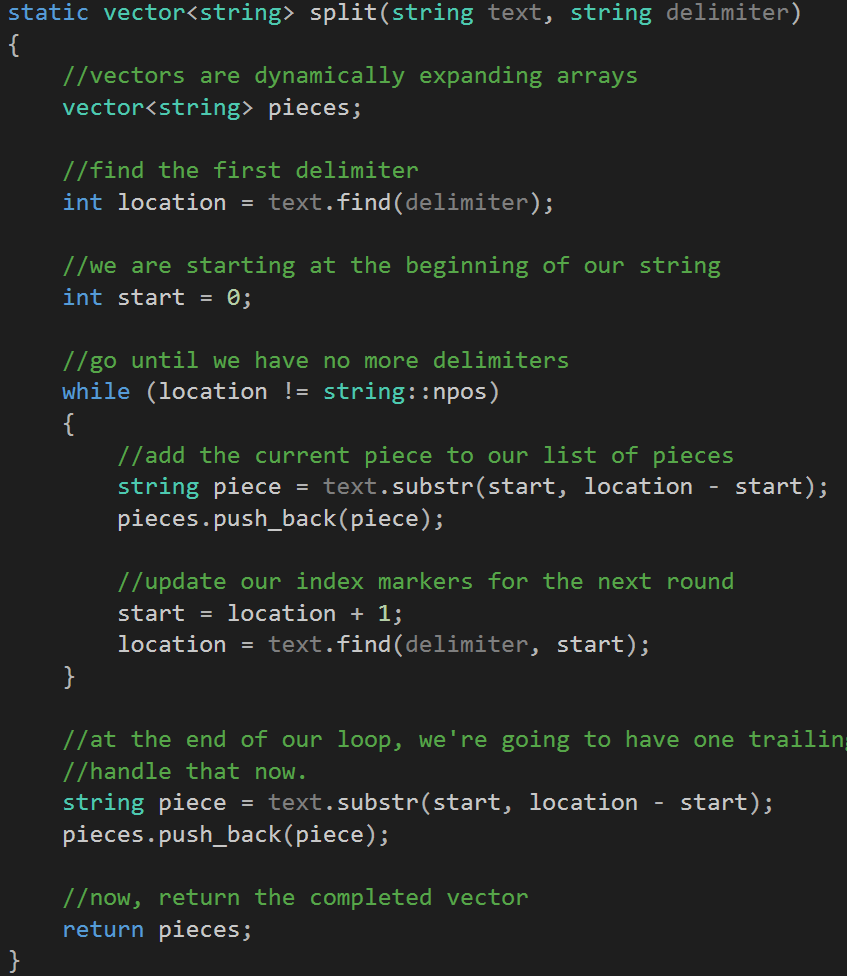 static vector<string> split(string text, string delimiter)
{
    //vectors are dynamically expanding arrays
    vector<string> pieces;

    //find the first delimiter
    int location = text.find(delimiter);

    //we are starting at the beginning of our string
    int start = 0;

    //go until we have no more delimiters
    while (location != string::npos)
    {
        //add the current piece to our list of pieces
        string piece = text.substr(start, location - start);
        pieces.push_back(piece);

        //update our index markers for the next round
        start = location + 1;
        location = text.find(delimiter, start);
    }

    //at the end of our loop, we're going to have one trailin
    //handle that now.
    string piece = text.substr(start, location - start);
    pieces.push_back(piece);

    //now, return the completed vector
    return pieces;
}